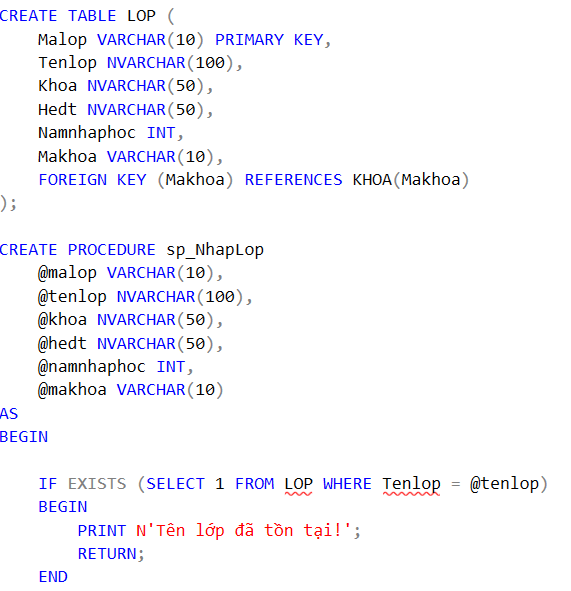 CREATE TABLE LOP (
    Malop VARCHAR(10) PRIMARY KEY,
    Tenlop NVARCHAR(100),
    Khoa NVARCHAR(50),
    Hedt NVARCHAR(50),
    Namnhaphoc INT,
    Makhoa VARCHAR(10),
    FOREIGN KEY (Makhoa) REFERENCES KHOA(Makhoa)
);
CREATE PROCEDURE sp_NhapLop
    @malop VARCHAR(10),
    @tenlop NVARCHAR(100),
    @khoa NVARCHAR(50),
    @hedt NVARCHAR(50),
    @namnhaphoc INT,
    @makhoa VARCHAR(10)
AS
BEGIN
    IF EXISTS (SELECT 1 FROM LOP WHERE Tenlop = @tenlop)
    BEGIN
        PRINT N'Tên lớp đã tồn tại!';
        RETURN;
    END